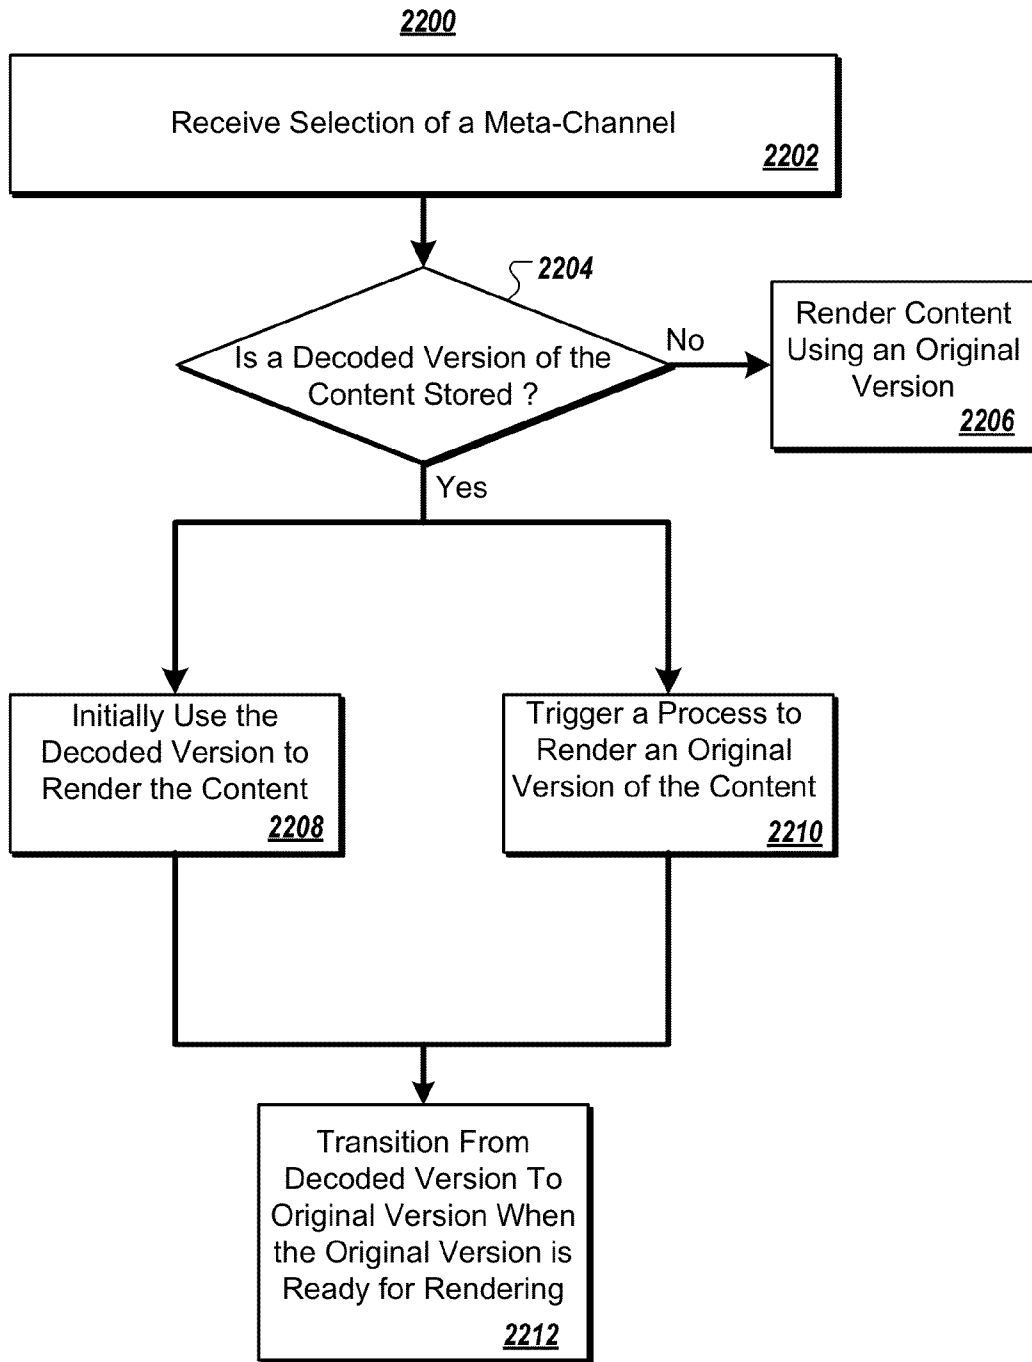 2200
Receive Selection of a Meta-Channel
2202
2204
Is a Decoded Version of the
Content Stored ?
No
Render Content
Using an Original
Version
2206
Yes
Initially Use the
Decoded Version to
Render the Content
2208
Trigger a Process to
Render an Original
Version of the Content
2210
Transition From
Decoded Version To
Original Version When
the Original Version is
Ready for Rendering
2212